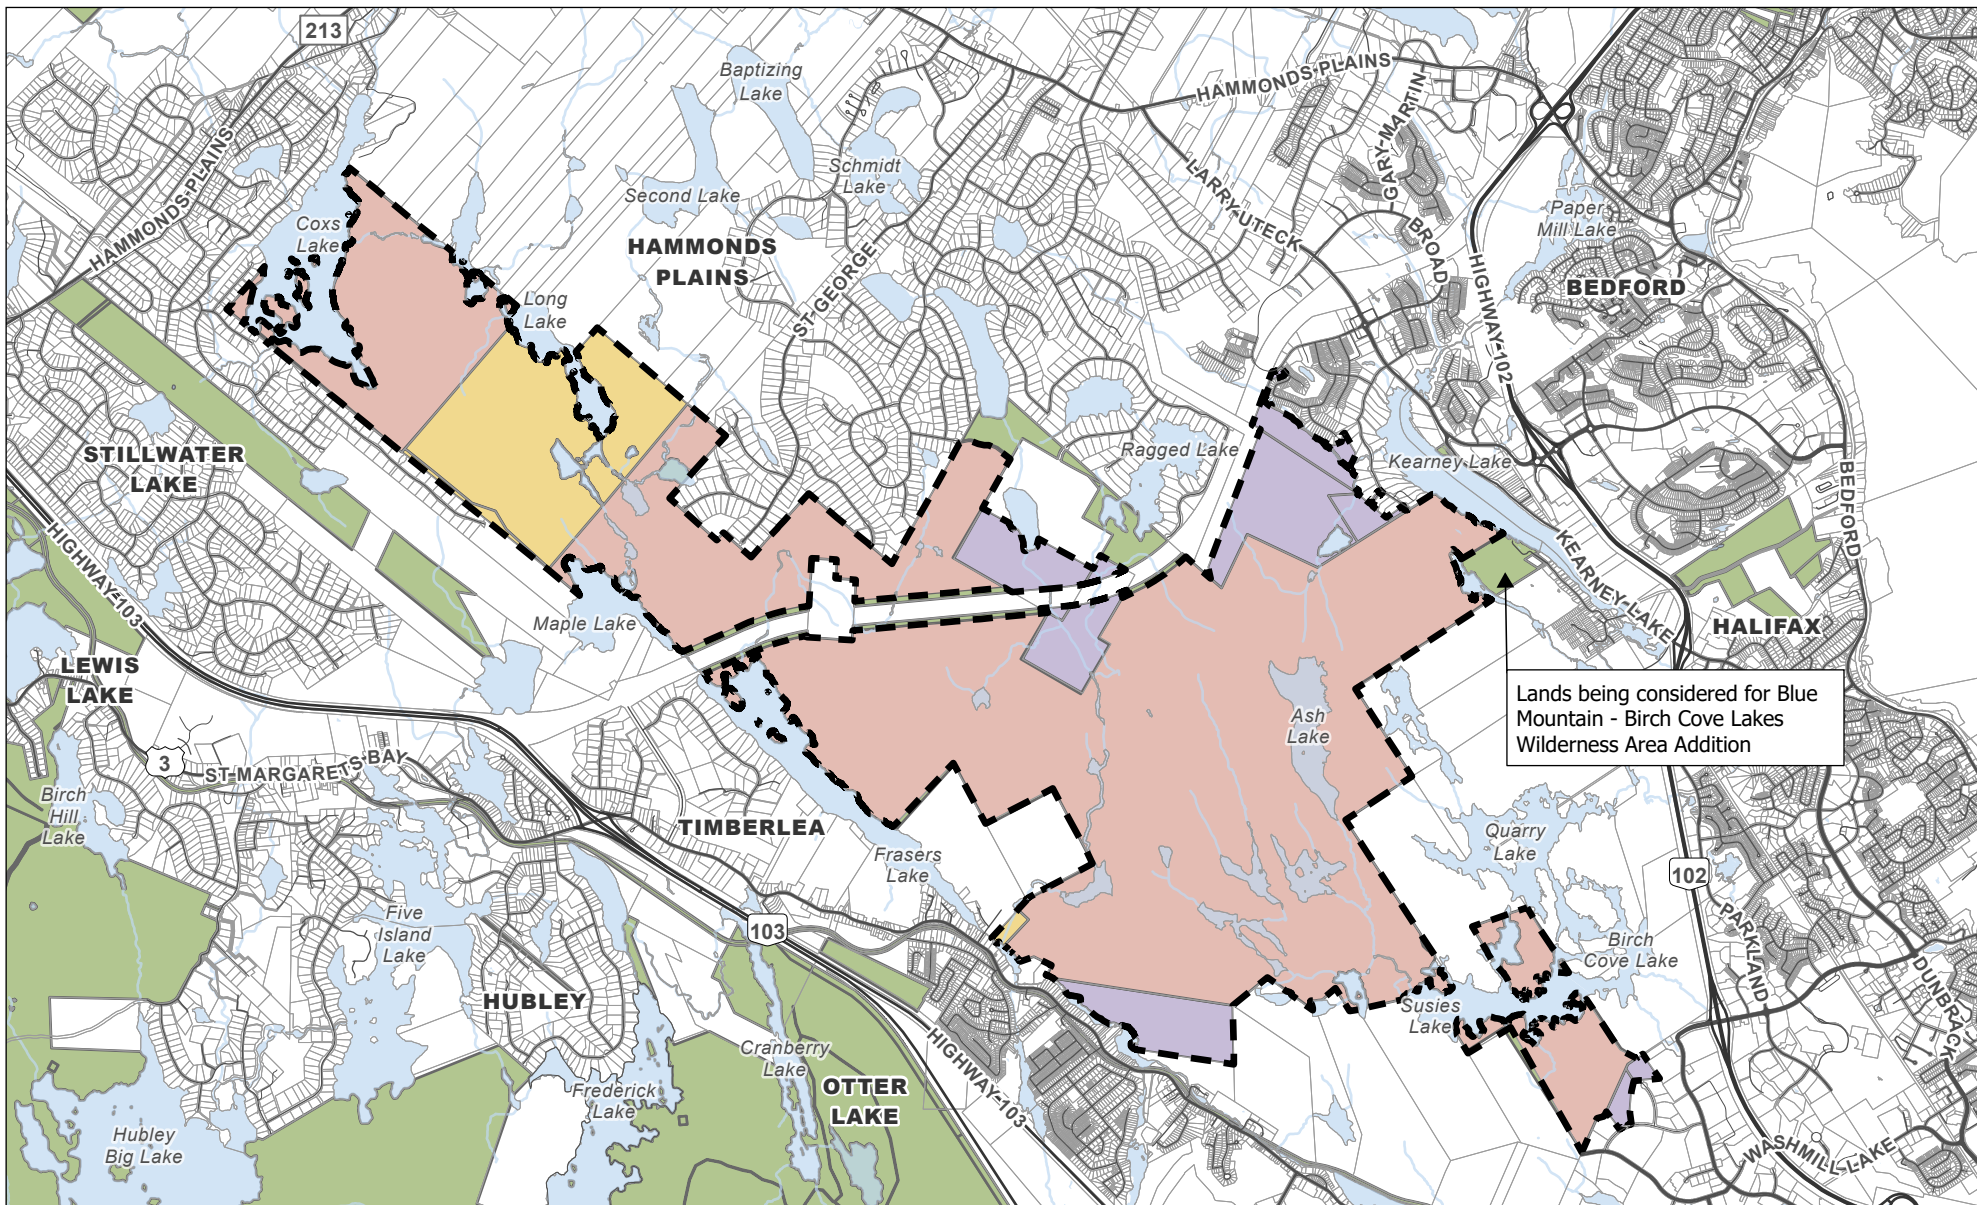 213
Baptizing
Lake
HAMMONDS PLAINS
GARY-MARTIN
HAMMONDS-PLAINS
Schmidt
Lake
LARRY-UTECK
Second Lake
Coxs
Lake
HAMMONDS
PLAINS
ST-GEORGE
BROAD
Paper
Mill Lake
HIGHWAY-102
BEDFORD
Long
Lake
STILLWATER
LAKE
Ragged Lake
Kearney Lake
BEDFORD
HIGHWAY-103
KEARNEY-LAKE
Maple Lake
HALIFAX
LEWIS
LAKE
Lands being considered for Blue
Mountain - Birch Cove Lakes
Wilderness Area Addition
Ash
Lake
3
ST MARGARETS-BAY
Birch
Hill
Lake
TIMBERLEA
Frasers
Lake
Quarry
Lake
102
PARKLAND
Five
Island
Lake
103
Birch
Cove Lake
DUNBRACK
HUBLEY
Susies
Lake
HIGHWAY-103
Cranberry
Lake
OTTER
LAKE
Frederick
Lake
Hubley
Big Lake
WASHMILL LAKE